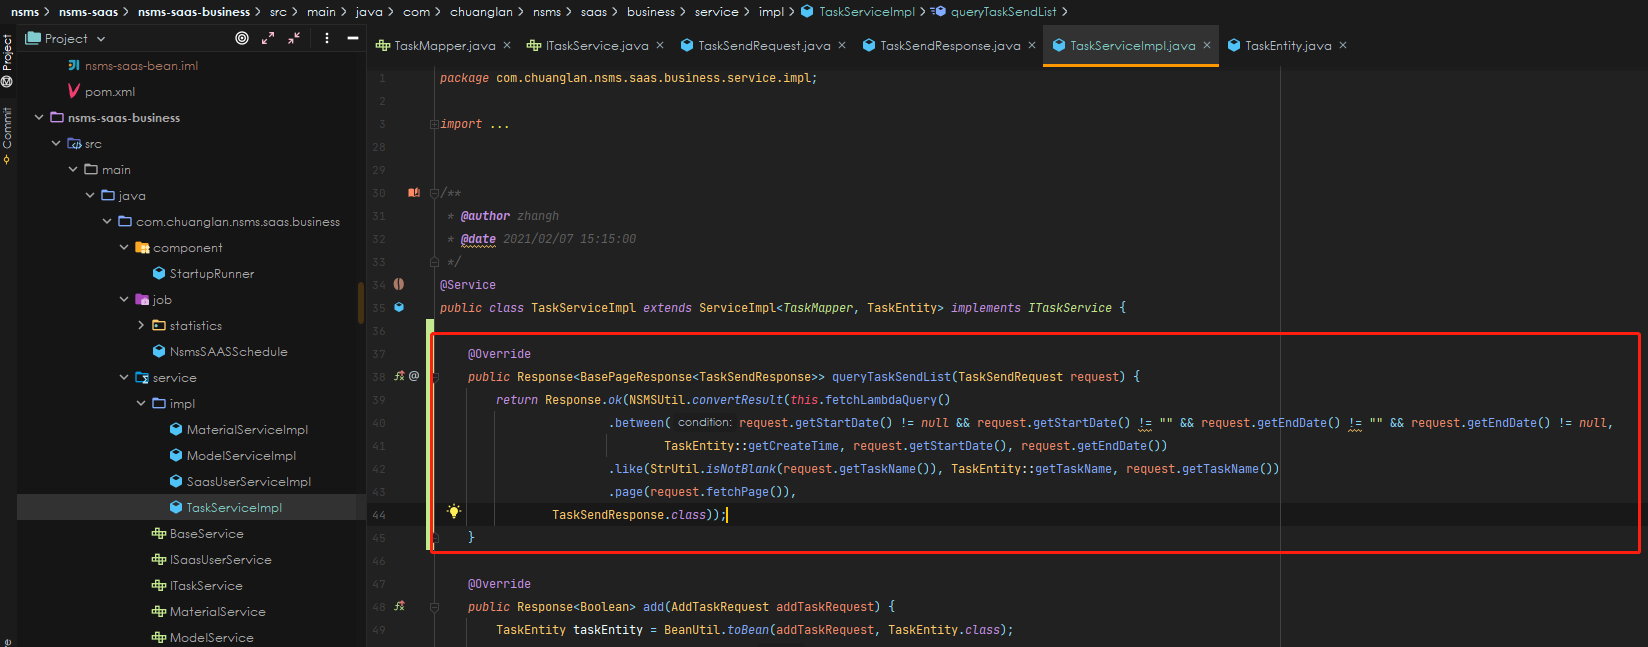 nsms > nsms-saas > nsms-saas-business > src > main > java > com > chuanglan > nsms > saas > business > service > impl > TaskServiceImpl > queryTaskSendList >
Project
TaskMapper.java × ITaskService.java × TaskSendRequest.java × TaskSendResponse.java × TaskServiceImpl.java × TaskEntity.java ×
Project
Commit
nsms-saas-bean.iml
pom.xml
nsms-saas-business
src
main
java
com.chuanglan.nsms.saas.business
component
StartupRunner
job
statistics
NsmsSAASSchedule
service
impl
MaterialServiceImpl
ModelServiceImpl
SaasUserServiceImpl
TaskServiceImpl
BaseService
ISaasUserService
ITaskService
MaterialService
ModelService
1 package com.chuanglan.nsms.saas.business.service.impl;
2
3 import ...
28
29
30 /**
31 * @author zhangh
32 * @date 2021/02/07 15:15:00
33 */
34 @Service
35 public class TaskServiceImpl extends ServiceImpl<TaskMapper, TaskEntity> implements ITaskService {
36
37 @Override
38 @ public Response<BasePageResponse<TaskSendResponse>> queryTaskSendList(TaskSendRequest request) {
39 return Response.ok(NSMSUtil.convertResult(this.fetchLambdaQuery()
40 .between( condition: request.getStartDate() != null && request.getStartDate() != "" && request.getEndDate() != "" && request.getEndDate() != null,
41 TaskEntity::getCreateTime, request.getStartDate(), request.getEndDate())
42 .like(StrUtil.isNotBlank(request.getTaskName()), TaskEntity::getTaskName, request.getTaskName())
43 .page(request.fetchPage()),
44 TaskSendResponse.class));
45 }
46
47 @Override
48 public Response<Boolean> add(AddTaskRequest addTaskRequest) {
49 TaskEntity taskEntity = BeanUtil.toBean(addTaskRequest, TaskEntity.class);